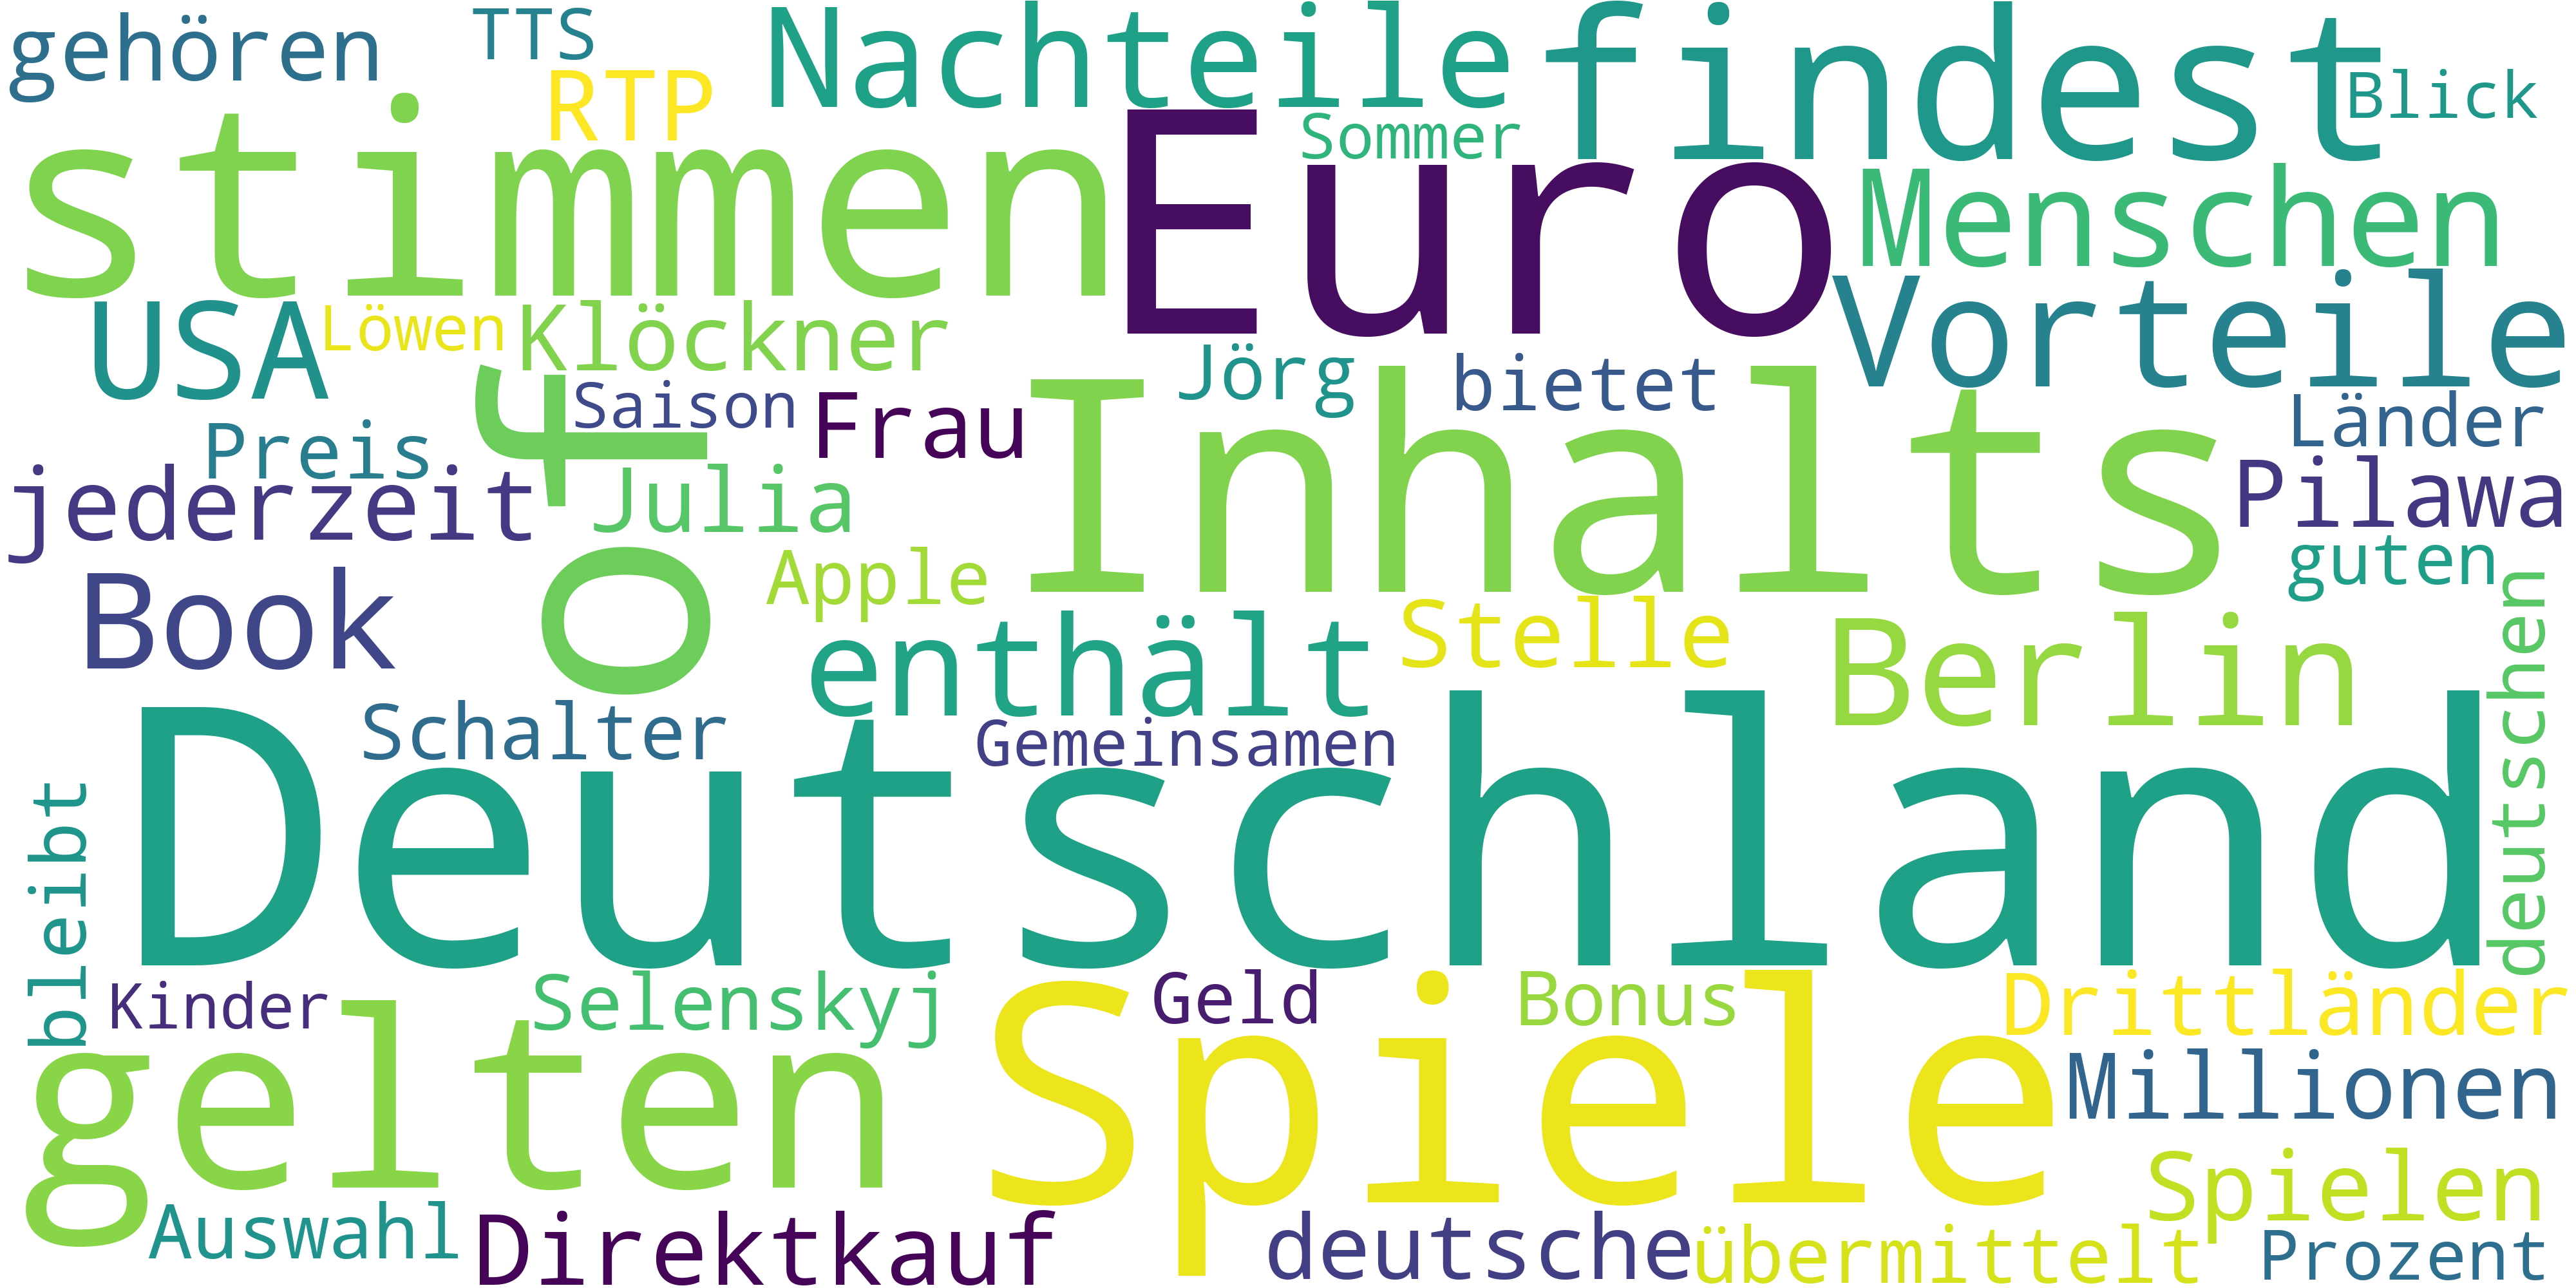 gehören
TTS
RTP
Nachteile
findest
Blick
Sommer
stimmen
Euro
Menschen
USA
Löwen
Klöckner
Vorteile
Jörg
bietet
Saison
Frau
Länder
Preis
40
Inhalts
jederzeit
Julia
Pilawa
Apple
guten
Book
enthält
Stelle
Berlin
deutschen
Schalter
Gemeinsamen
Deutschland
bleibt
Kinder
Selenskyj
Geld
Bonus
Drittländer
gelten
Spiele
Millionen
Auswahl
Direktkauf
deutsche
übermittelt
Spielen
Prozent